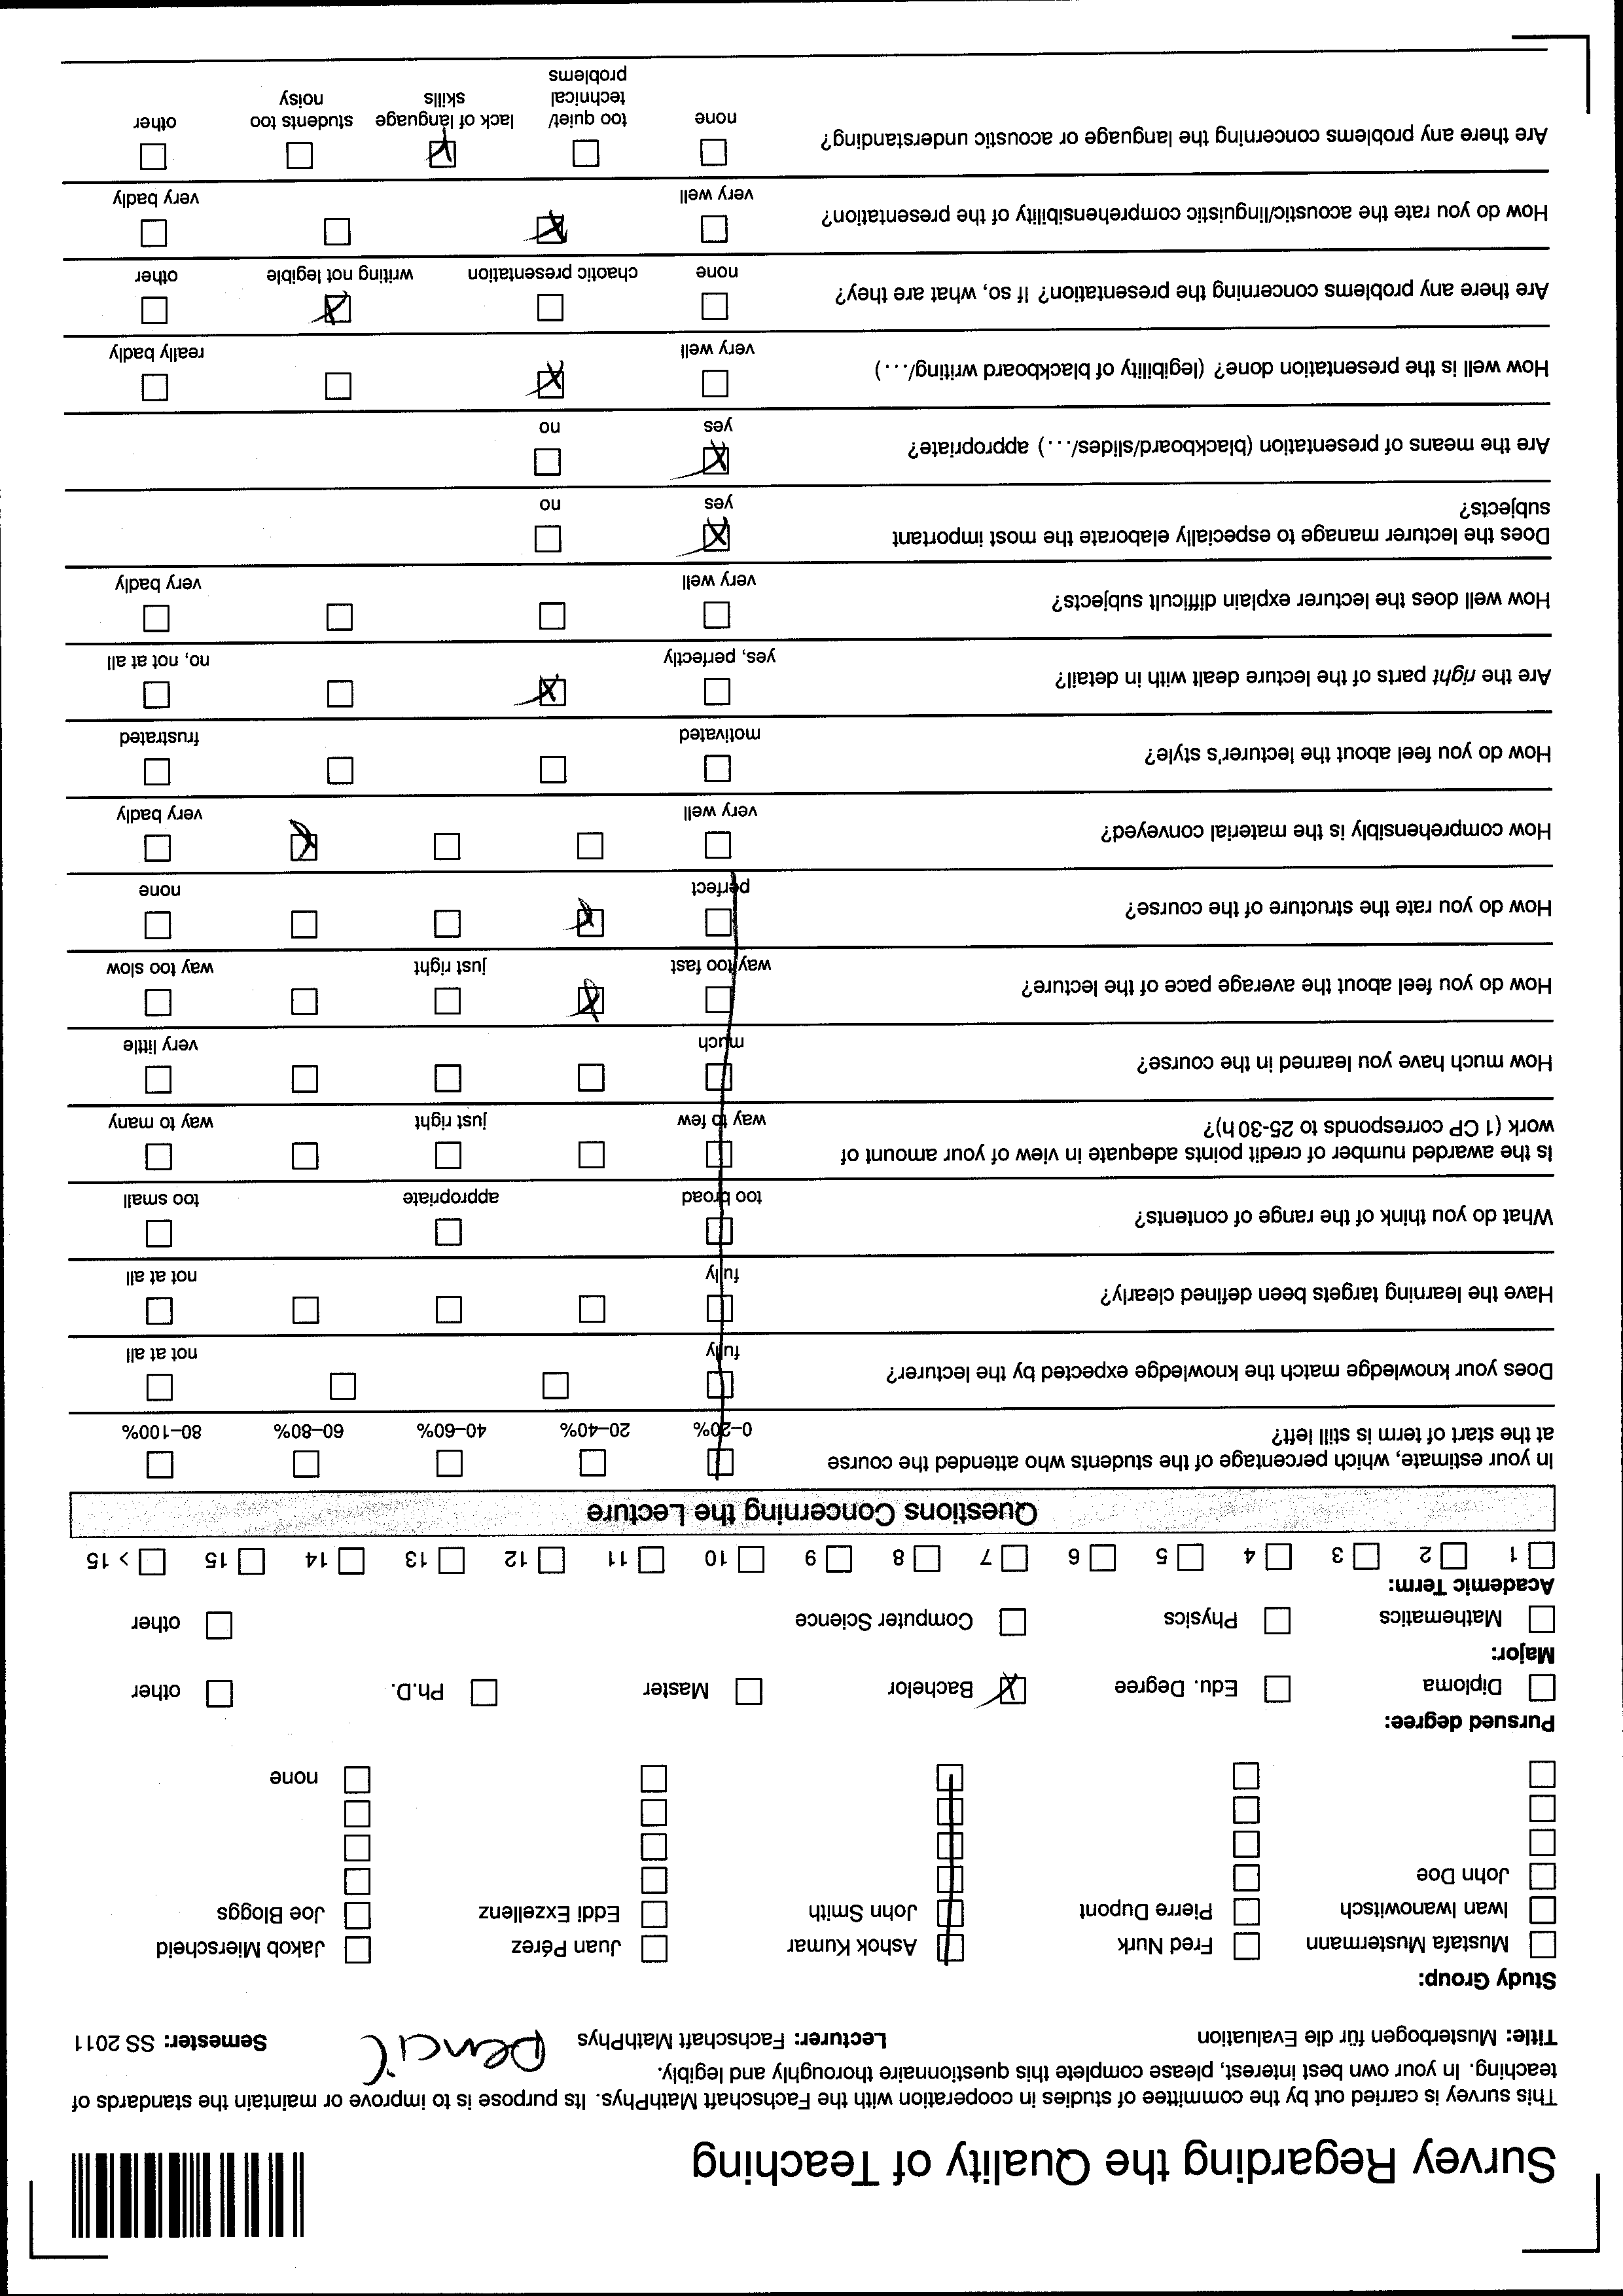 Survey Regarding the Quality of Teaching
This survey is carried out by the committee of studies in cooperation with the Fachschaft MathPhys. Its purpose is to improve or maintain the standards of
teaching. In your own best interest, please complete this questionnaire thoroughly and legibly.
Title: Musterbogen für die Evaluation Lecturer: Fachschaft MathPhys pencil Semester: SS 2011
Study Group:
Mustafa Mustermann Fred Nurk Ashok Kumar Juan Pérez Jakob Mierscheid
Iwan Iwanowitsch Pierre Dupont John Smith Eddi Exzellenz Joe Bloggs
John Doe
none
Pursued degree:
Diploma Edu. Degree Bachelor Master Ph.D. other
Major:
Mathematics Physics Computer Science other
Academic Term:
1 2 3 4 5 6 7 8 9 10 11 12 13 14 15 > 15
Questions Concerning the Lecture
In your estimate, which percentage of the students who attended the course
at the start of term is still left?
0–20% 20–40% 40–60% 60–80% 80–100%
Does your knowledge match the knowledge expected by the lecturer?
fully not at all
Have the learning targets been defined clearly?
fully not at all
What do you think of the range of contents?
too broad appropriate too small
Is the awarded number of credit points adequate in view of your amount of
work (1 CP corresponds to 25-30h)?
way to few just right way to many
How much have you learned in the course?
much very little
How do you feel about the average pace of the lecture?
way too fast just right way too slow
How do you rate the structure of the course?
perfect none
How comprehensibly is the material conveyed?
very well very badly
How do you feel about the lecturer's style?
motivated frustrated
Are the right parts of the lecture dealt with in detail?
yes, perfectly no, not at all
How well does the lecturer explain difficult subjects?
very well very badly
Does the lecturer manage to especially elaborate the most important
subjects?
yes no
Are the means of presentation (blackboard/slides/...) appropriate?
yes no
How well is the presentation done? (legibility of blackboard writing/...)
very well really badly
Are there any problems concerning the presentation? If so, what are they?
none chaotic presentation writing not legible other
How do you rate the acoustic/linguistic comprehensibility of the presentation?
very well very badly
Are there any problems concerning the language or acoustic understanding?
none too quiet/ lack of language students too other
technical skills noisy
problems